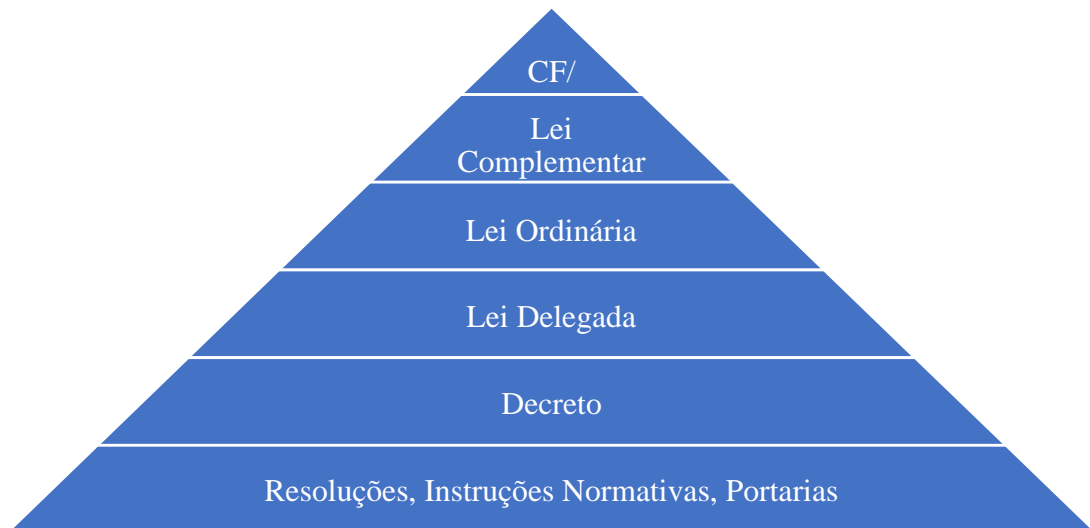 CF/
Lei
Complementar
Lei Ordinária
Lei Delegada
Decreto
Resoluções, Instruções Normativas, Portarias